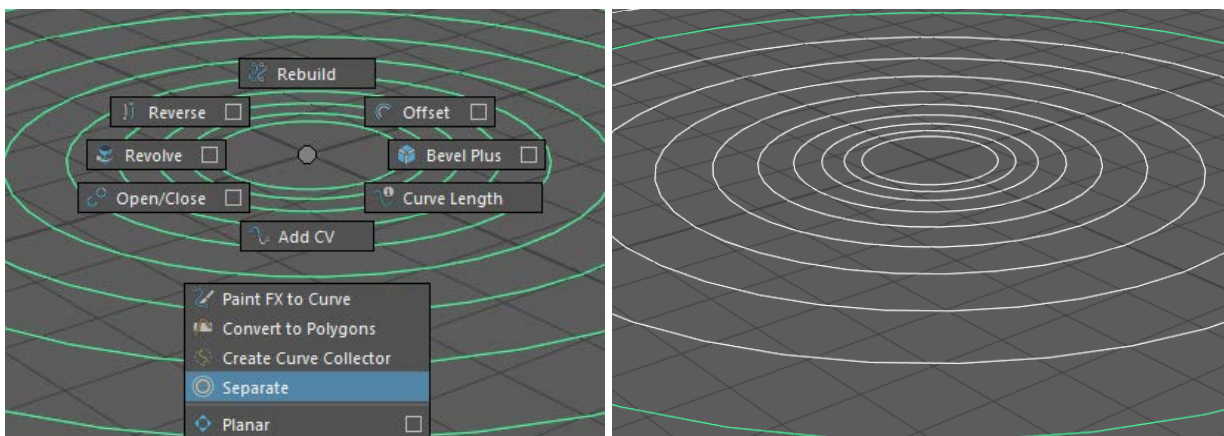 Rebuild
Reverse
Offset
Revolve
Bevel Plus
Open/Close
Curve Length
Add CV
Paint FX to Curve
Convert to Polygons
Create Curve Collector
Separate
Planar